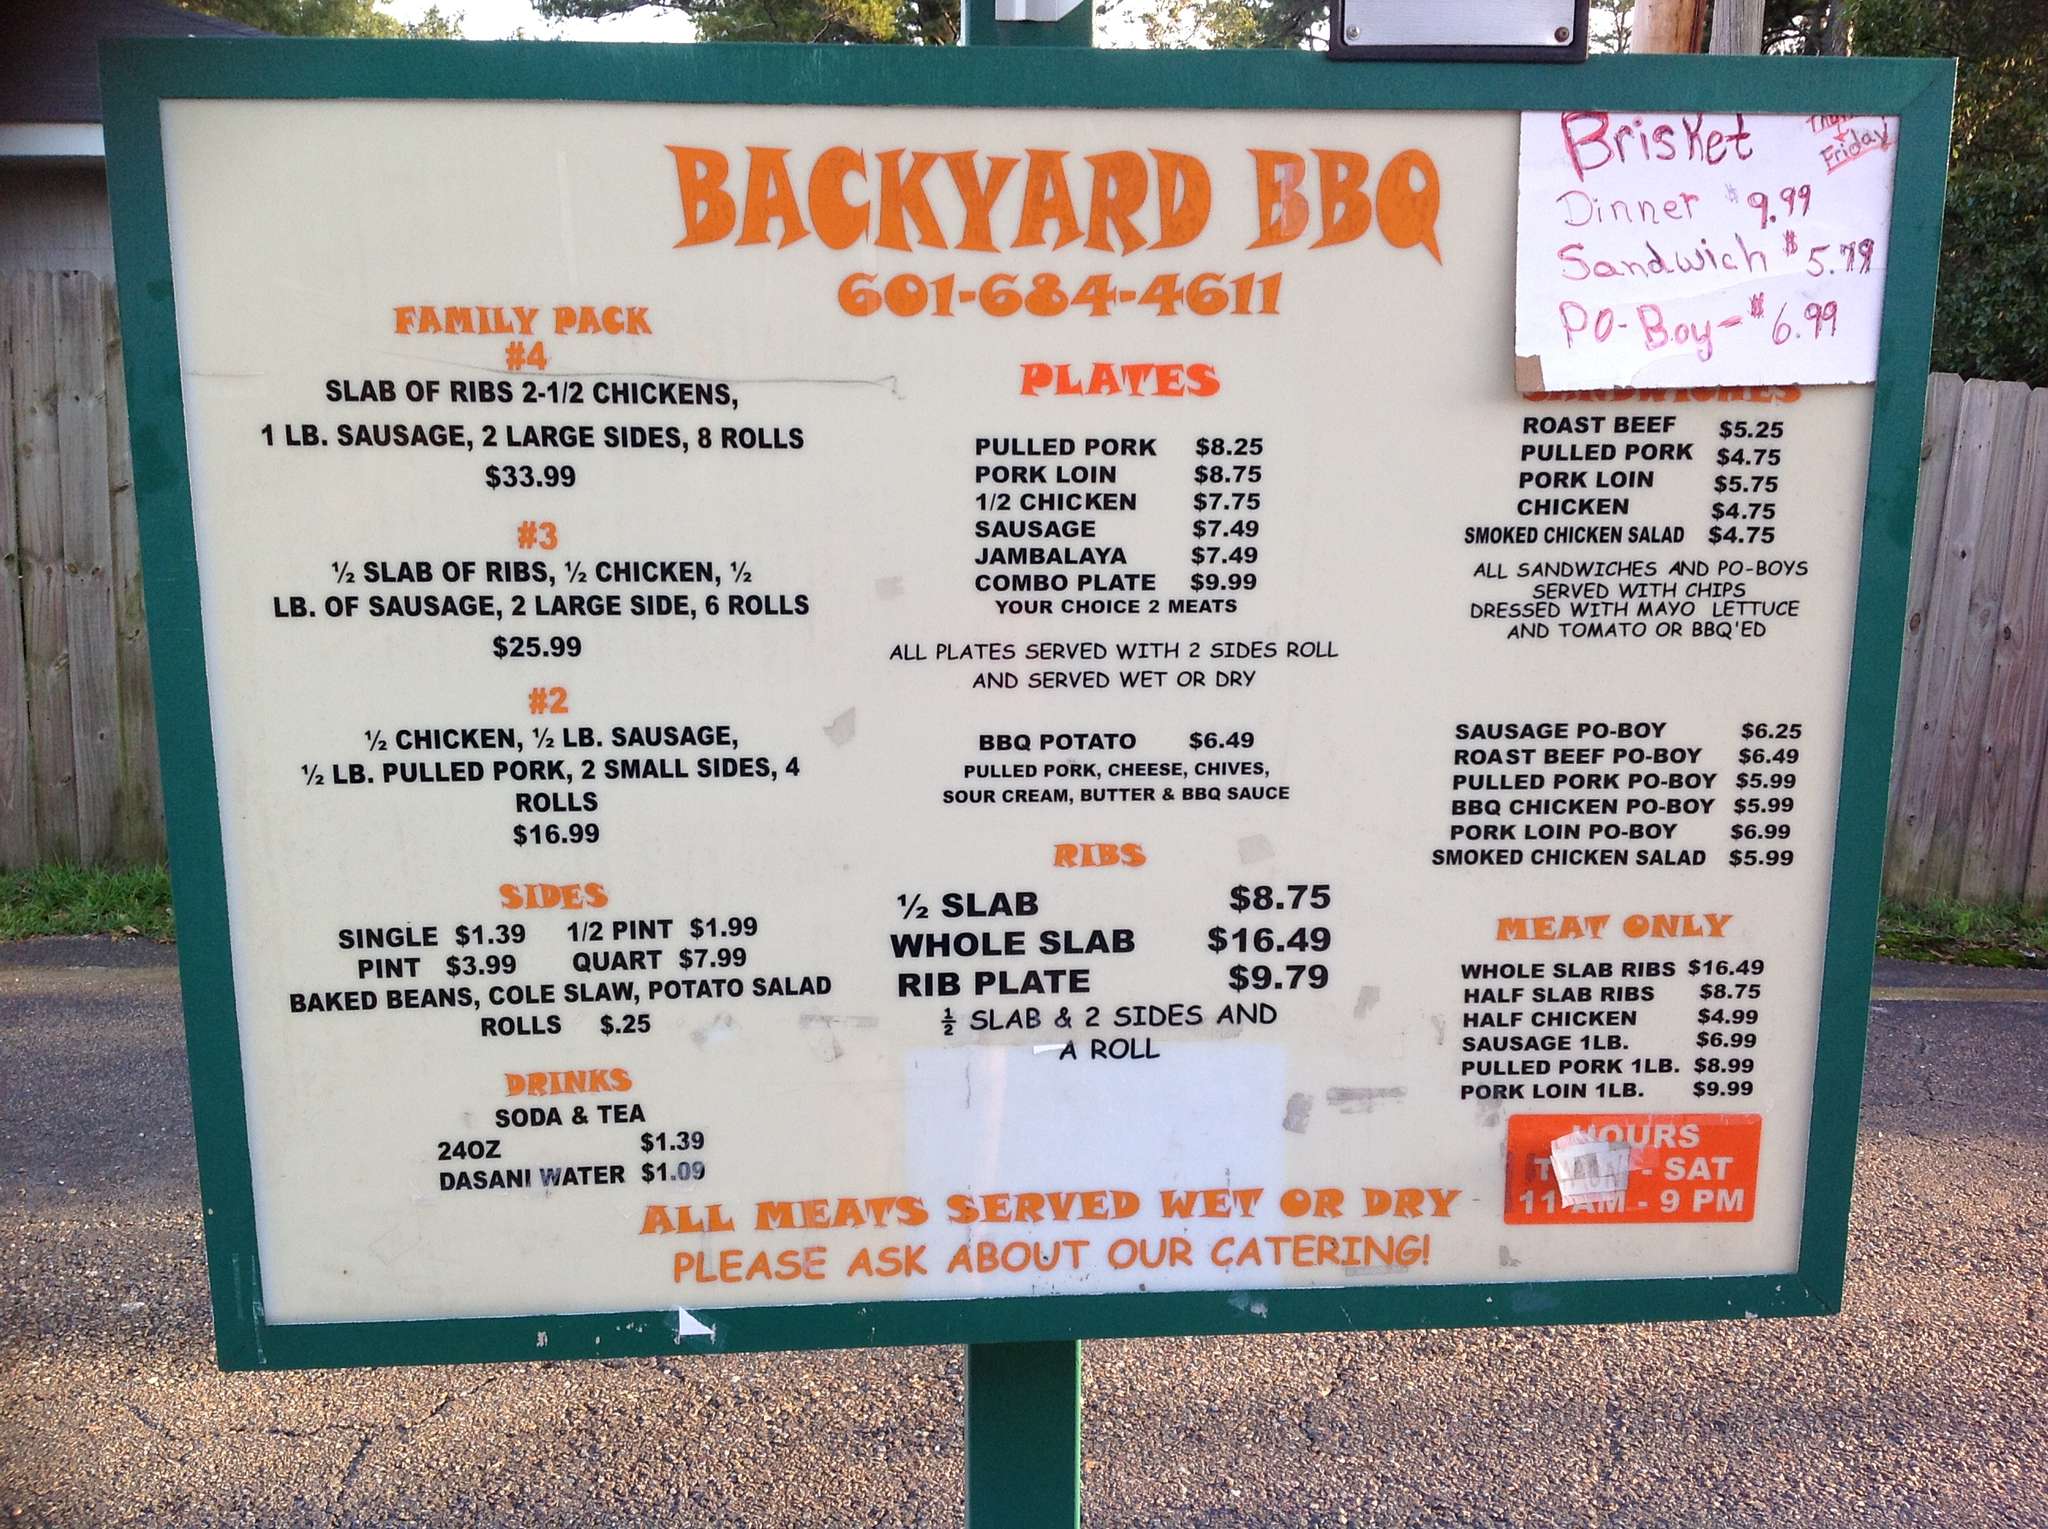 BACKYARD BBQ
601-684-4611
FAMILY PACK
#4
SLAB OF RIBS 2-1/2 CHICKENS,
1 LB. SAUSAGE, 2 LARGE SIDES, 8 ROLLS
$33.99
#3
½ SLAB OF RIBS, ½ CHICKEN, ½
LB. OF SAUSAGE, 2 LARGE SIDE, 6 ROLLS
$25.99
#2
½ CHICKEN, ½ LB. SAUSAGE,
½ LB. PULLED PORK, 2 SMALL SIDES, 4
ROLLS
$16.99
SIDES
SINGLE $1.39 1/2 PINT $1.99
PINT $3.99 QUART $7.99
BAKED BEANS, COLE SLAW, POTATO SALAD
ROLLS $.25
DRINKS
SODA & TEA
24OZ $1.39
DASANI WATER $1.09
PLATES
PULLED PORK $8.25
PORK LOIN $8.75
1/2 CHICKEN $7.75
SAUSAGE $7.49
JAMBALAYA $7.49
COMBO PLATE $9.99
YOUR CHOICE 2 MEATS
ALL PLATES SERVED WITH 2 SIDES ROLL
AND SERVED WET OR DRY
BBQ POTATO $6.49
PULLED PORK, CHEESE, CHIVES,
SOUR CREAM, BUTTER & BBQ SAUCE
RIBS
½ SLAB $8.75
WHOLE SLAB $16.49
RIB PLATE $9.79
½ SLAB & 2 SIDES AND
A ROLL
Brisket
Friday
Dinner $9.99
Sandwich $5.79
Po-Boy-$6.99
SANDWICHES
ROAST BEEF $5.25
PULLED PORK $4.75
PORK LOIN $5.75
CHICKEN $4.75
SMOKED CHICKEN SALAD $4.75
ALL SANDWICHES AND PO-BOYS
SERVED WITH CHIPS
DRESSED WITH MAYO LETTUCE
AND TOMATO OR BBQ'ED
SAUSAGE PO-BOY $6.25
ROAST BEEF PO-BOY $6.49
PULLED PORK PO-BOY $5.99
BBQ CHICKEN PO-BOY $5.99
PORK LOIN PO-BOY $6.99
SMOKED CHICKEN SALAD $5.99
MEAT ONLY
WHOLE SLAB RIBS $16.49
HALF SLAB RIBS $8.75
HALF CHICKEN $4.99
SAUSAGE 1LB. $6.99
PULLED PORK 1LB. $8.99
PORK LOIN 1LB. $9.99
HOURS
- SAT
11 AM - 9 PM
ALL MEATS SERVED WET OR DRY
PLEASE ASK ABOUT OUR CATERING!